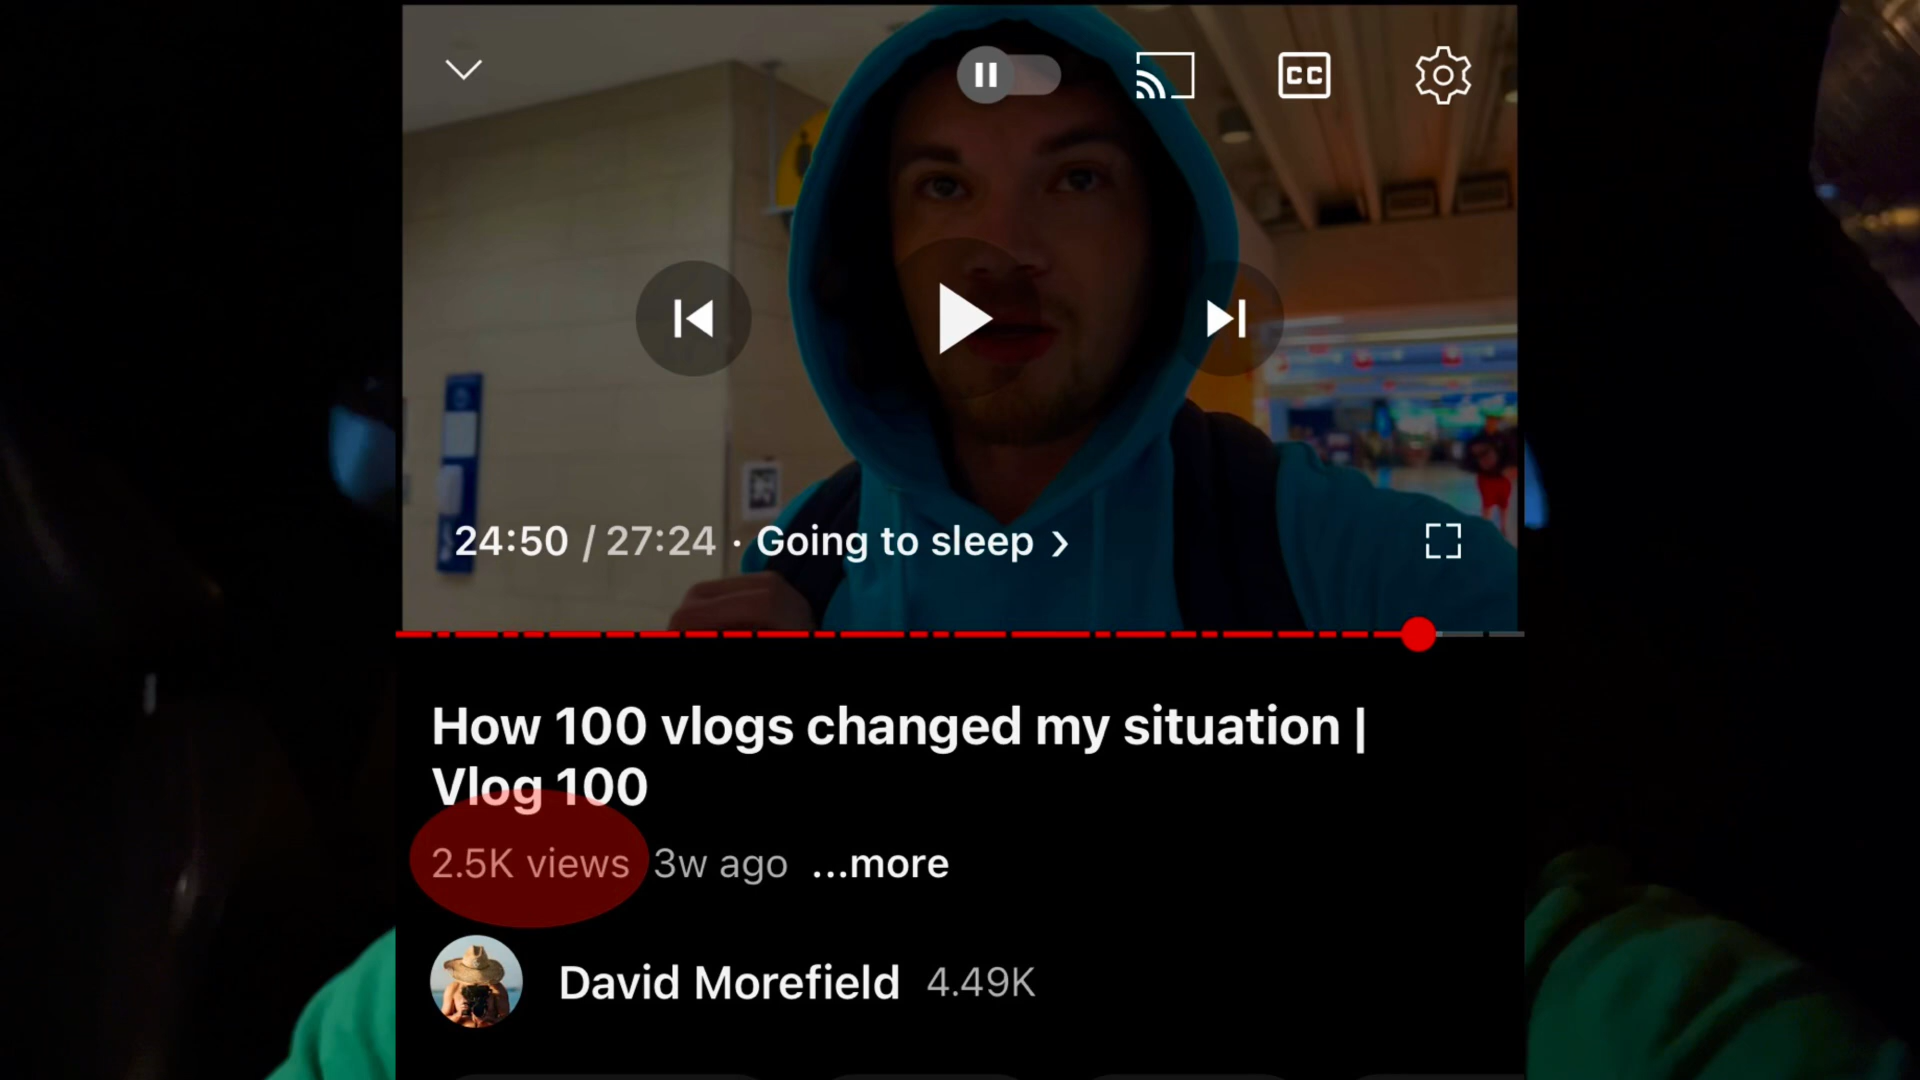 CC
24:50 / 27:24 · Going to sleep ›
How 100 vlogs changed my situation |
Vlog 100
2.5K views 3w ago ...more
David Morefield 4.49K